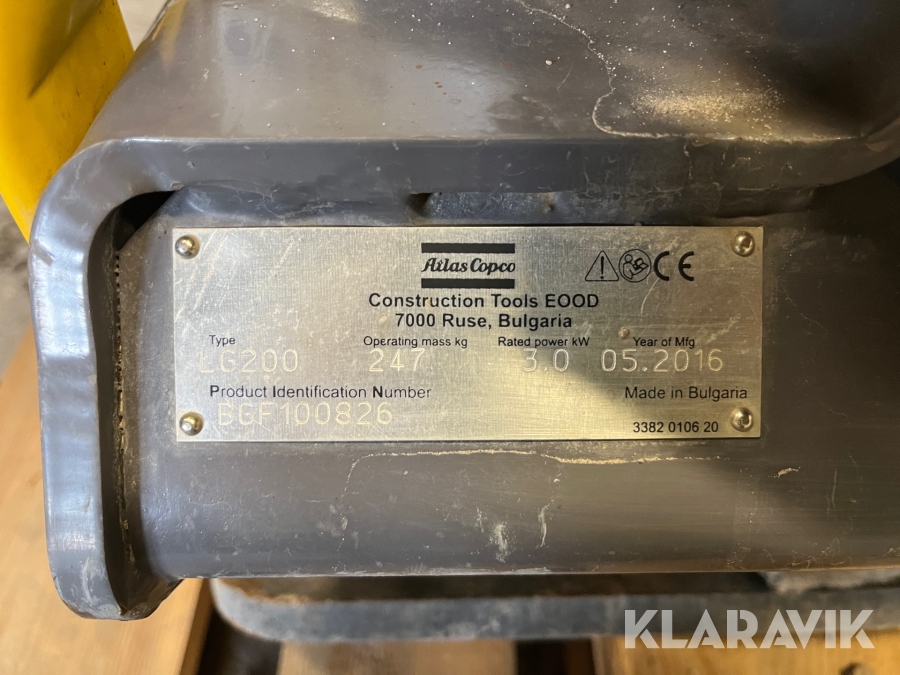 Atlas Copco
CE
Construction Tools EOOD
7000 Ruse, Bulgaria
Type Operating mass kg Rated power kW Year of Mfg
LG200 247 3.0 05.2016
Product Identification Number Made in Bulgaria
BGF100826
3382 0106 20
KLARAVIK